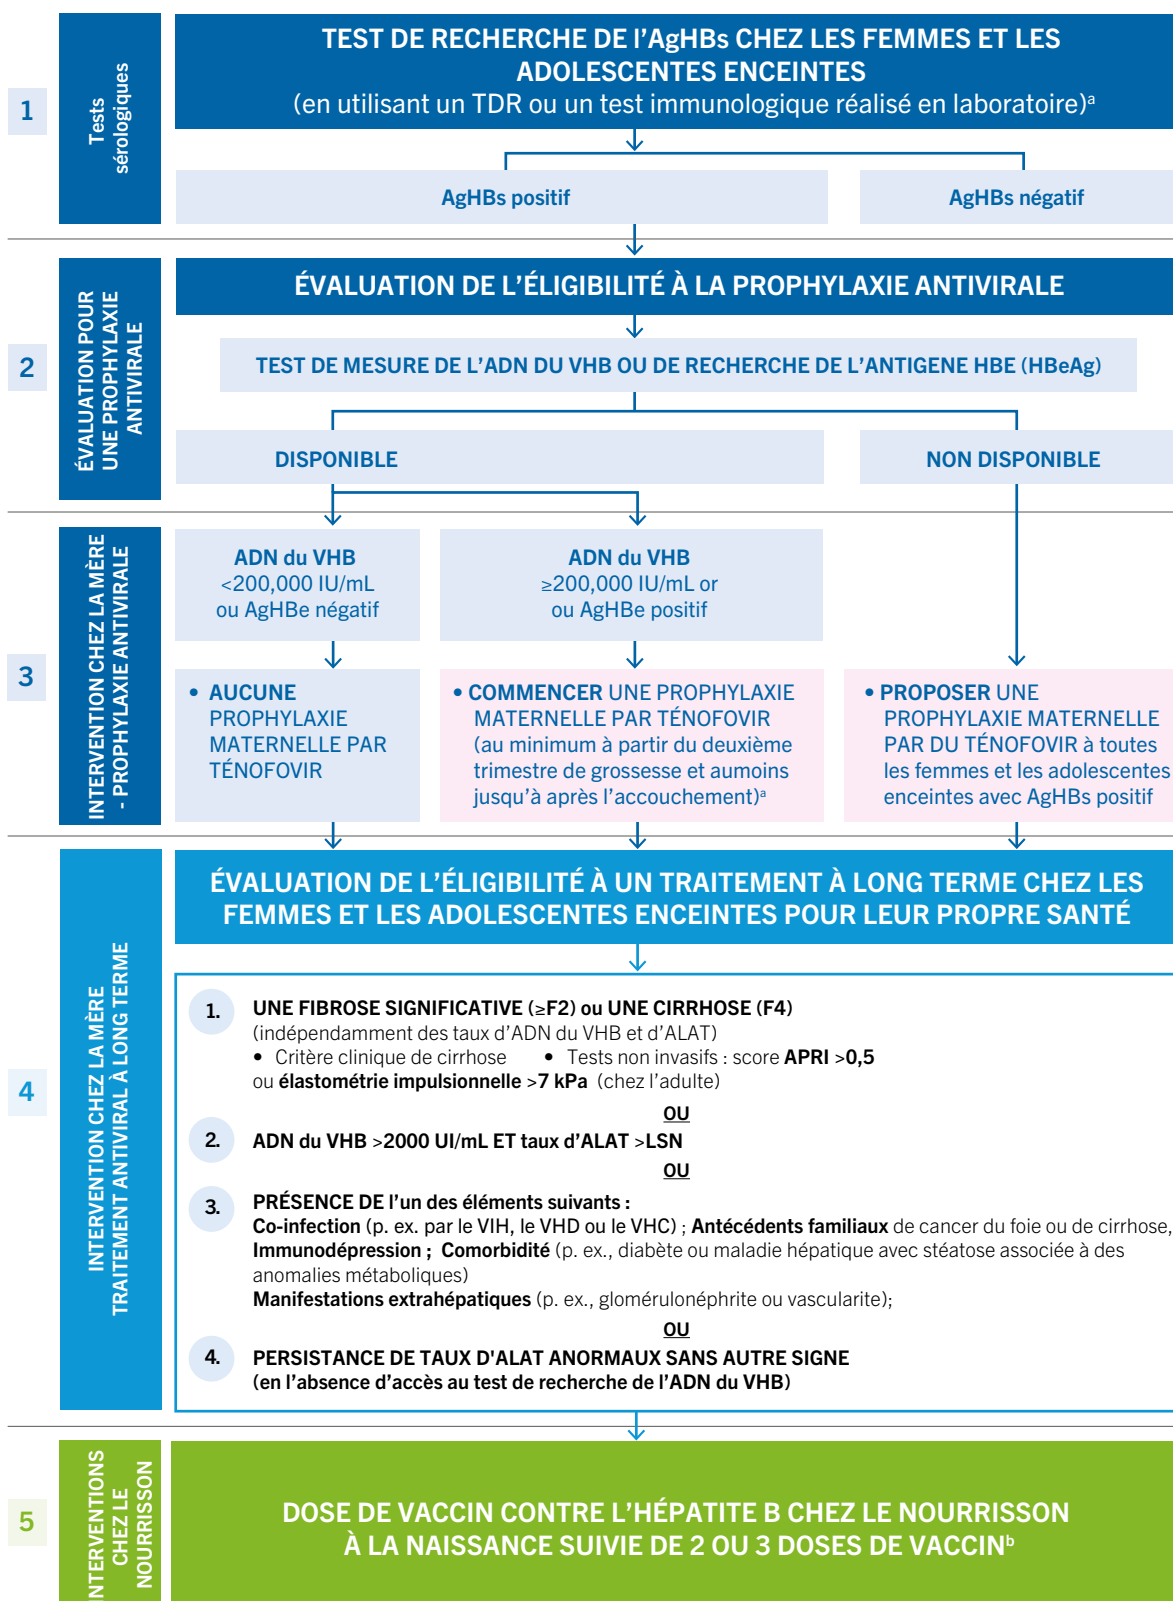 1
Tests
sérologiques
TEST DE RECHERCHE DE l'AgHBs CHEZ LES FEMMES ET LES
ADOLESCENTES ENCEINTES
(en utilisant un TDR ou un test immunologique réalisé en laboratoire)ᵃ
AgHBs positif
AgHBs négatif
2
ÉVALUATION POUR
UNE PROPHYLAXIE
ANTIVIRALE
ÉVALUATION DE L'ÉLIGIBILITÉ À LA PROPHYLAXIE ANTIVIRALE
TEST DE MESURE DE L'ADN DU VHB OU DE RECHERCHE DE L'ANTIGENE HBE (HBeAg)
DISPONIBLE
NON DISPONIBLE
3
INTERVENTION CHEZ LA MÈRE
- PROPHYLAXIE ANTIVIRALE
ADN du VHB
<200,000 IU/mL
ou AgHBe négatif
ADN du VHB
≥200,000 IU/mL or
ou AgHBe positif
• AUCUNE
PROPHYLAXIE
MATERNELLE PAR
TÉNOFOVIR
• COMMENCER UNE PROPHYLAXIE
MATERNELLE PAR TÉNOFOVIR
(au minimum à partir du deuxième
trimestre de grossesse et aumoins
jusqu'à après l'accouchement)ᵃ
• PROPOSER UNE
PROPHYLAXIE MATERNELLE
PAR DU TÉNOFOVIR à toutes
les femmes et les adolescentes
enceintes avec AgHBs positif
4
INTERVENTION CHEZ LA MÈRE
TRAITEMENT ANTIVIRAL À LONG TERME
ÉVALUATION DE L'ÉLIGIBILITÉ À UN TRAITEMENT À LONG TERME CHEZ LES
FEMMES ET LES ADOLESCENTES ENCEINTES POUR LEUR PROPRE SANTÉ
1. UNE FIBROSE SIGNIFICATIVE (≥F2) ou UNE CIRRHOSE (F4)
(indépendamment des taux d'ADN du VHB et d'ALAT)
• Critère clinique de cirrhose • Tests non invasifs : score APRI >0,5
ou élastométrie impulsionnelle >7 kPa (chez l'adulte)
OU
2. ADN du VHB >2000 UI/mL ET taux d'ALAT >LSN
OU
3. PRÉSENCE DE l'un des éléments suivants :
Co-infection (p. ex. par le VIH, le VHD ou le VHC) ; Antécédents familiaux de cancer du foie ou de cirrhose,
Immunodépression ; Comorbidité (p. ex., diabète ou maladie hépatique avec stéatose associée à des
anomalies métaboliques)
Manifestations extrahépatiques (p. ex., glomérulonéphrite ou vascularite);
OU
4. PERSISTANCE DE TAUX D'ALAT ANORMAUX SANS AUTRE SIGNE
(en l'absence d'accès au test de recherche de l'ADN du VHB)
5
INTERVENTIONS
CHEZ LE
NOURRISSON
DOSE DE VACCIN CONTRE L'HÉPATITE B CHEZ LE NOURRISSON
À LA NAISSANCE SUIVIE DE 2 OU 3 DOSES DE VACCINᵇ